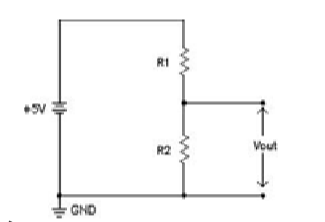 R1
+5V
R2
Vout
GND